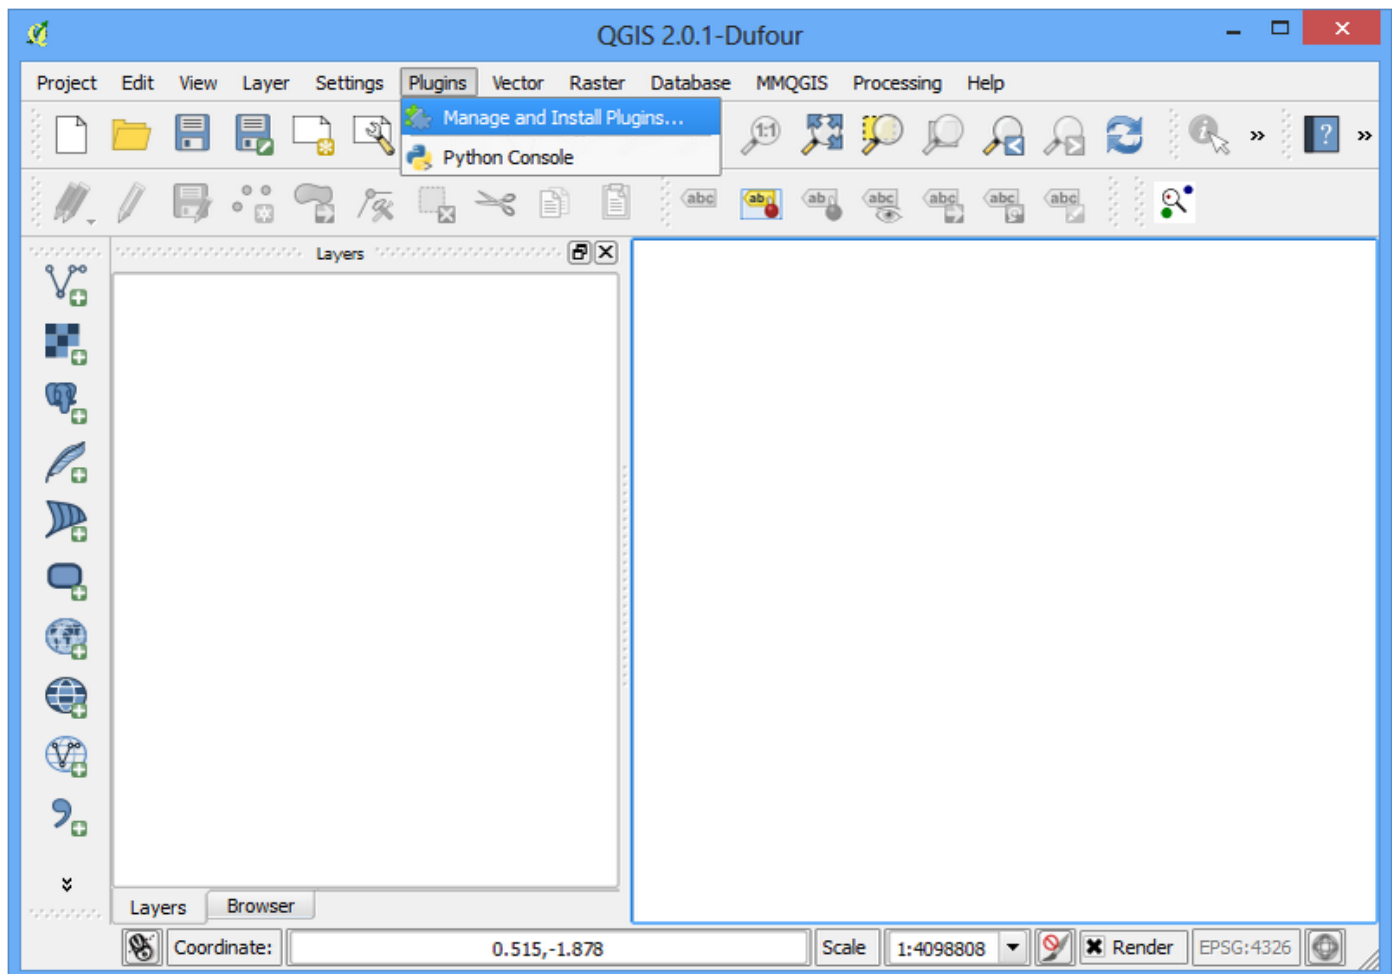 QGIS 2.0.1-Dufour
Project Edit View Layer Settings Plugins Vector Raster Database MMQGIS Processing Help
Manage and Install Plugins...
1:1
» ? »
Python Console
abc ab ab abc abc abc abc
Layers
Layers Browser
Coordinate: 0.515,-1.878 Scale 1:4098808 Render EPSG:4326